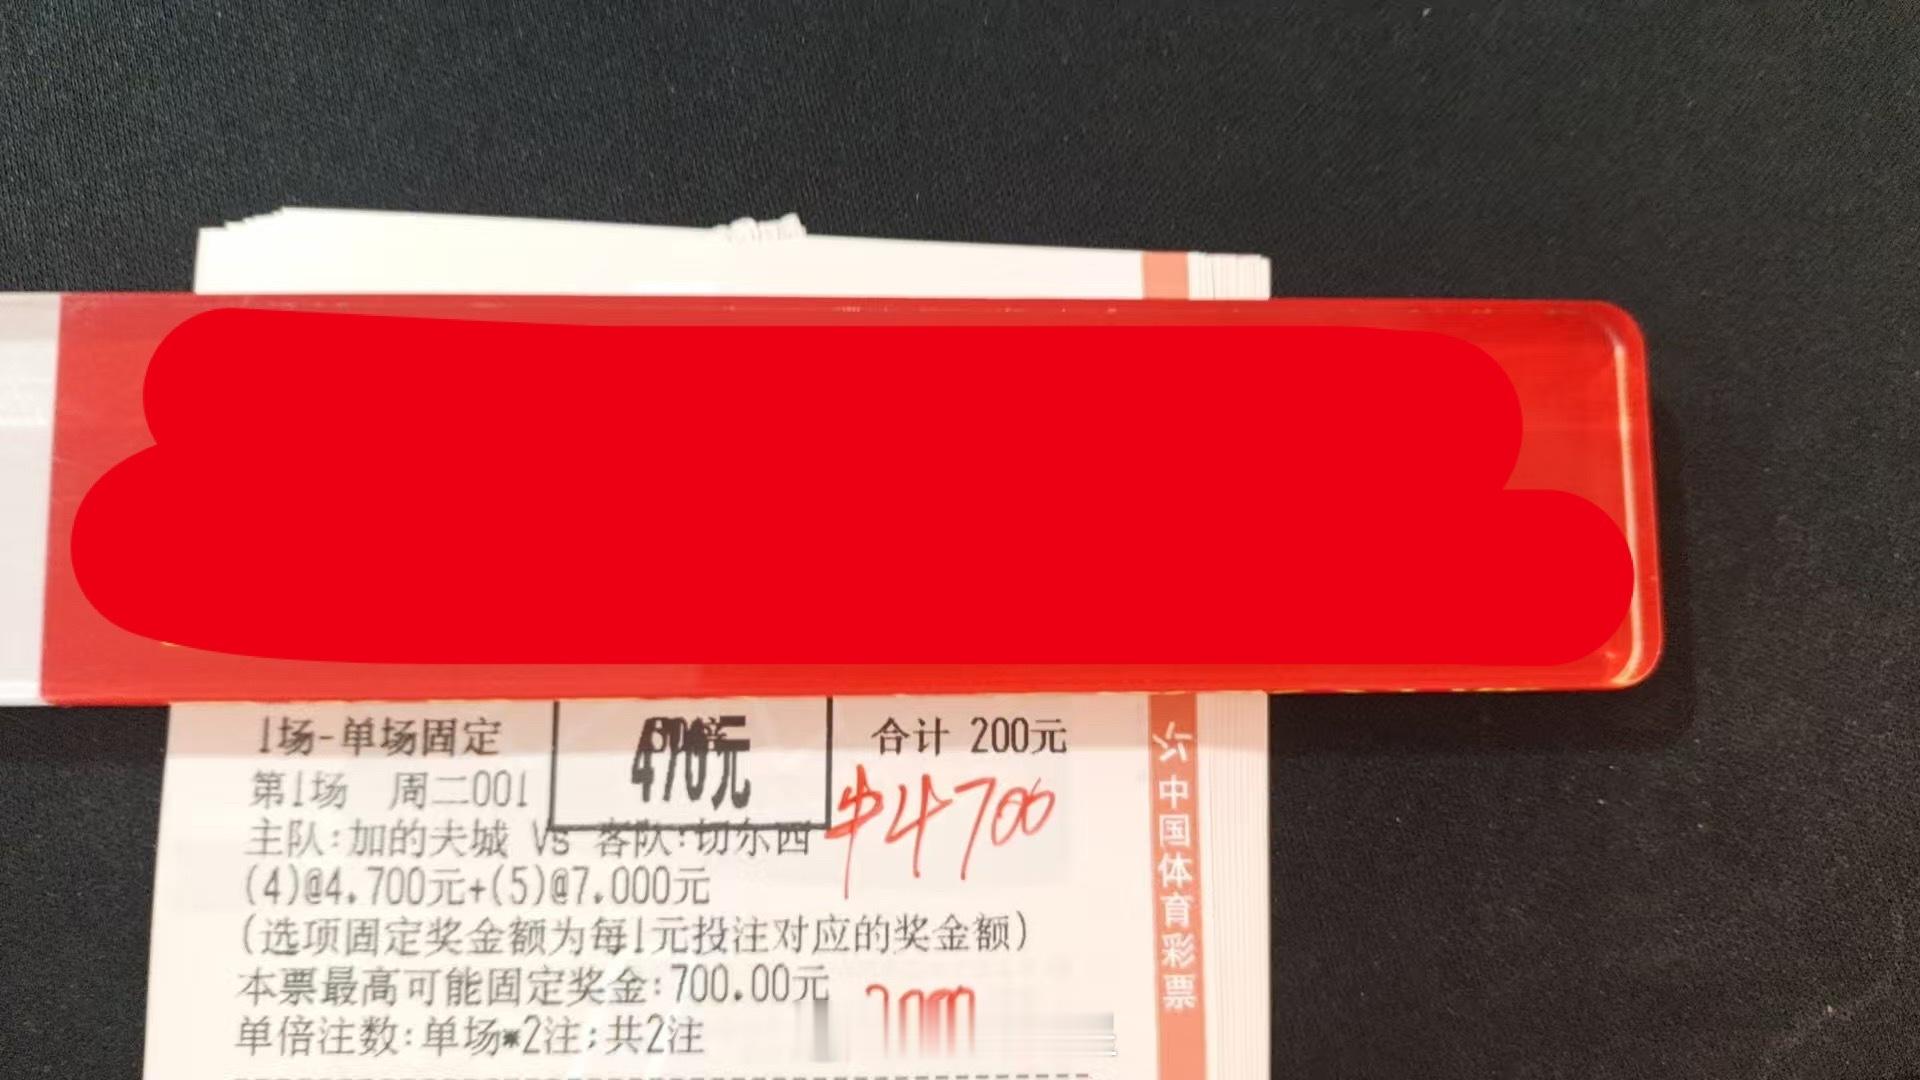 1场-单场固定
470元
合计 200元
第1场 周二001
主队:加的夫城 Vs 客队:切尔西
中4700
(4)@4.700元+(5)@7.000元
(选项固定奖金额为每1元投注对应的奖金额)
本票最高可能固定奖金:700.00元
单倍注数:单场*2注;共2注
中国体育彩票